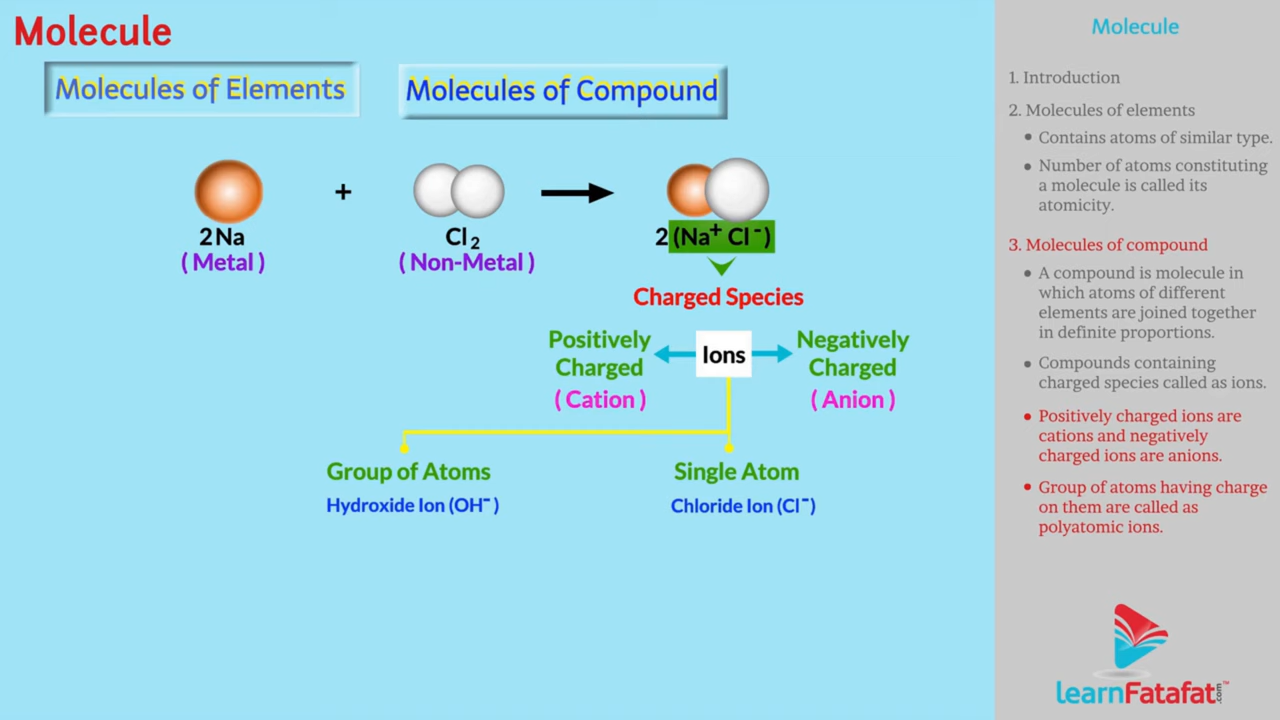 Molecule
Molecules of Elements
Molecules of Compound
2Na + Cl₂ → 2 (Na⁺ Cl⁻)
( Metal ) ( Non-Metal )
Charged Species
Positively
Charged
( Cation )
Ions
Negatively
Charged
( Anion )
Group of Atoms
Hydroxide Ion (OH⁻)
Single Atom
Chloride Ion (Cl⁻)
Molecule
1. Introduction
2. Molecules of elements
• Contains atoms of similar type.
• Number of atoms constituting
a molecule is called its
atomicity.
3. Molecules of compound
• A compound is molecule in
which atoms of different
elements are joined together
in definite proportions.
• Compounds containing
charged species called as ions.
• Positively charged ions are
cations and negatively
charged ions are anions.
• Group of atoms having charge
on them are called as
polyatomic ions.
learnFatafat.com™